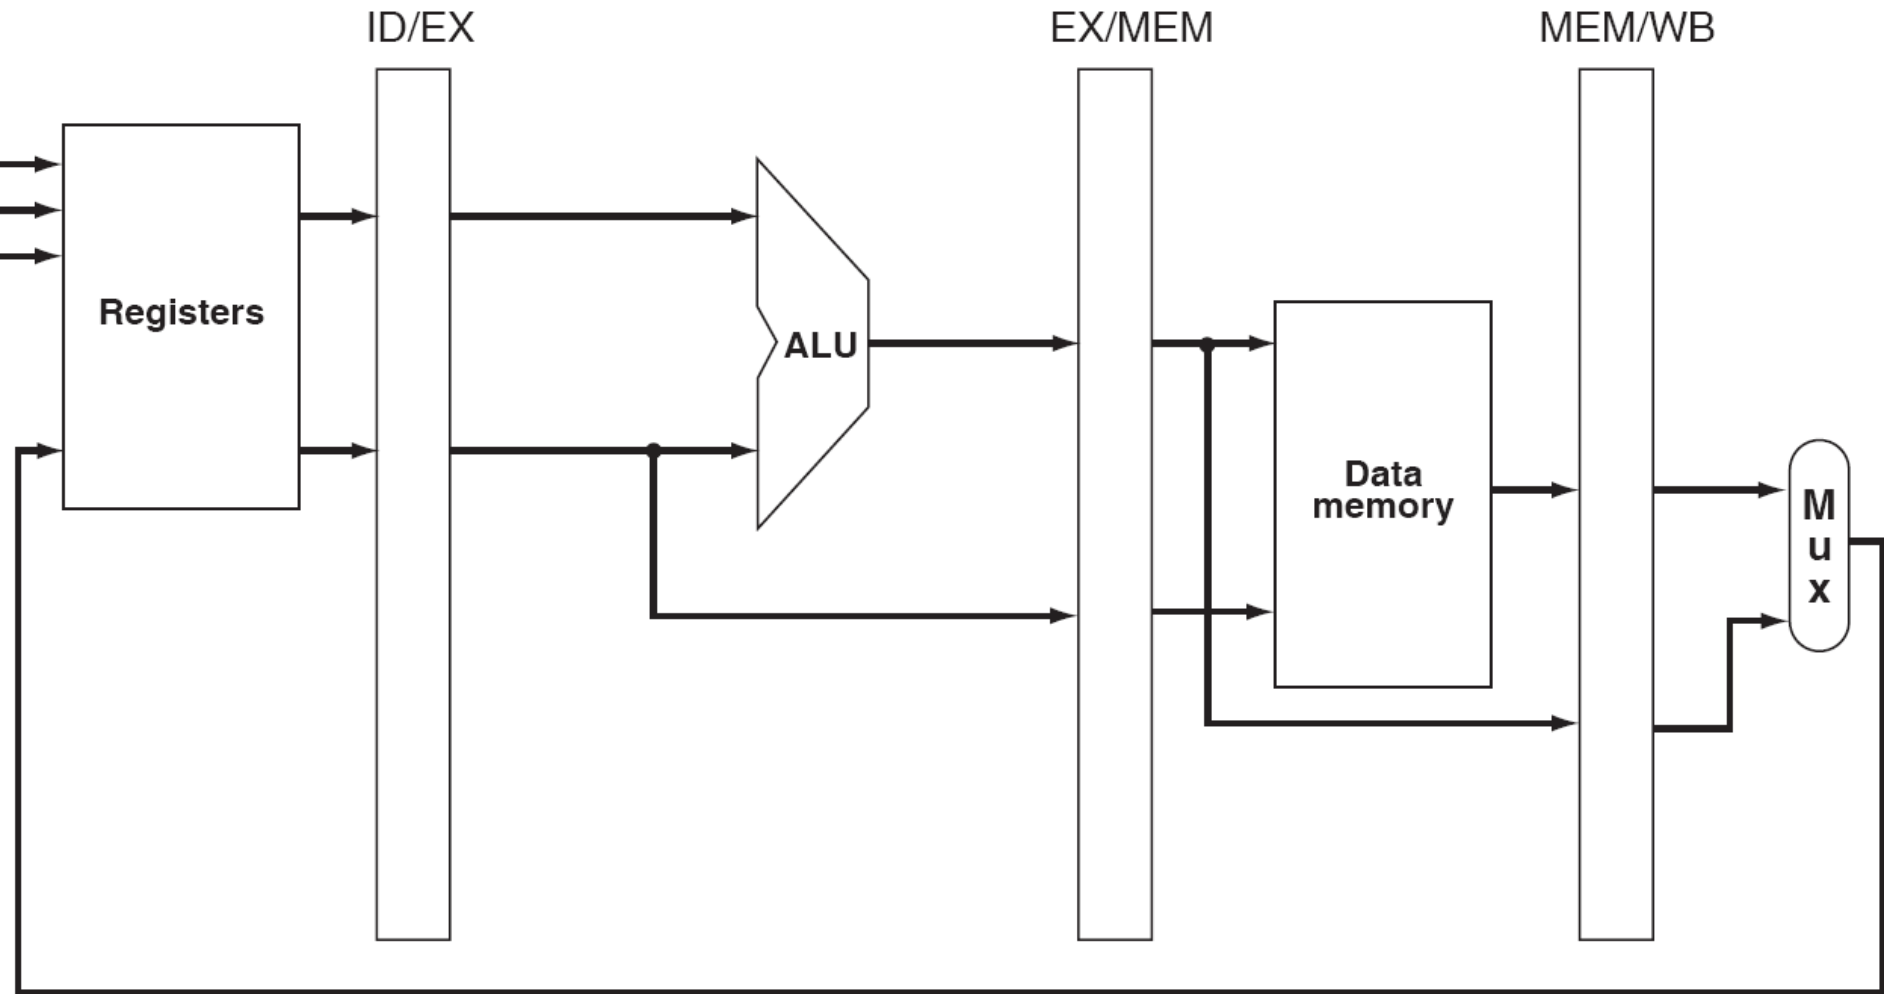 ID/EX
EX/MEM
MEM/WB
Registers
ALU
Data
memory
M
u
x